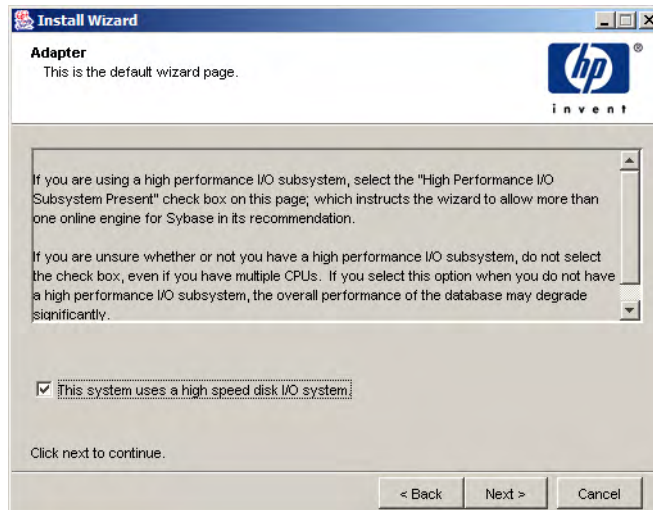 Install Wizard
Adapter
This is the default wizard page.
hp
®
invent
If you are using a high performance I/O subsystem, select the "High Performance I/O
Subsystem Present" check box on this page; which instructs the wizard to allow more than
one online engine for Sybase in its recommendation.
If you are unsure whether or not you have a high performance I/O subsystem, do not select
the check box, even if you have multiple CPUs. If you select this option when you do not have
a high performance I/O subsystem, the overall performance of the database may degrade
significantly.
This system uses a high speed disk I/O system.
Click next to continue.
< Back
Next >
Cancel